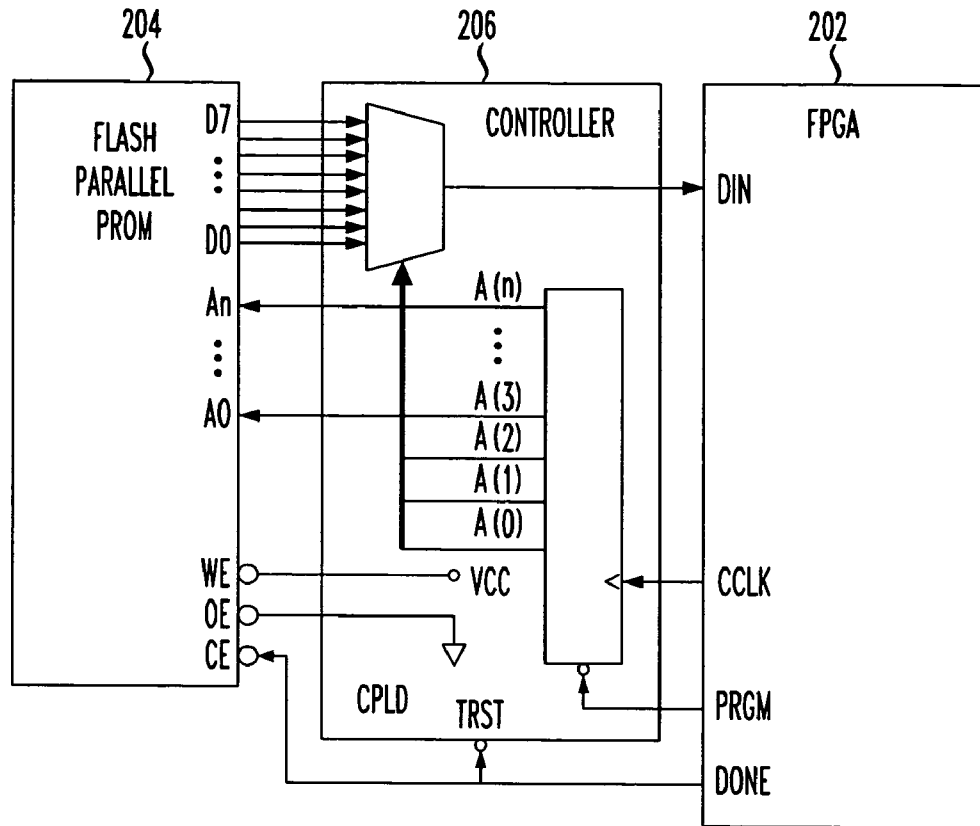 204
206
202
FLASH
PARALLEL
PROM
D7
D0
An
A0
WE
OE
CE
CONTROLLER
A(n)
A(3)
A(2)
A(1)
A(0)
VCC
CPLD
TRST
FPGA
DIN
CCLK
PRGM
DONE